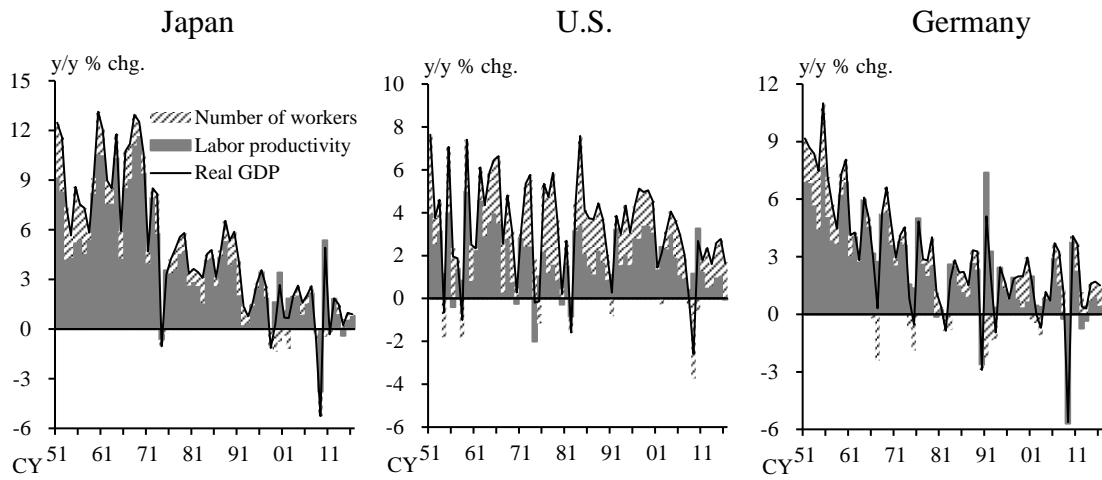 Japan
U.S.
Germany
y/y % chg.
15
12
9
6
3
0
-3
-6
Number of workers
Labor productivity
Real GDP
51 61 71 81 91 01 11
CY
y/y % chg.
10
8
6
4
2
0
-2
-4
-6
51 61 71 81 91 01 11
CY
y/y % chg.
12
9
6
3
0
-3
-6
51 61 71 81 91 01 11
CY